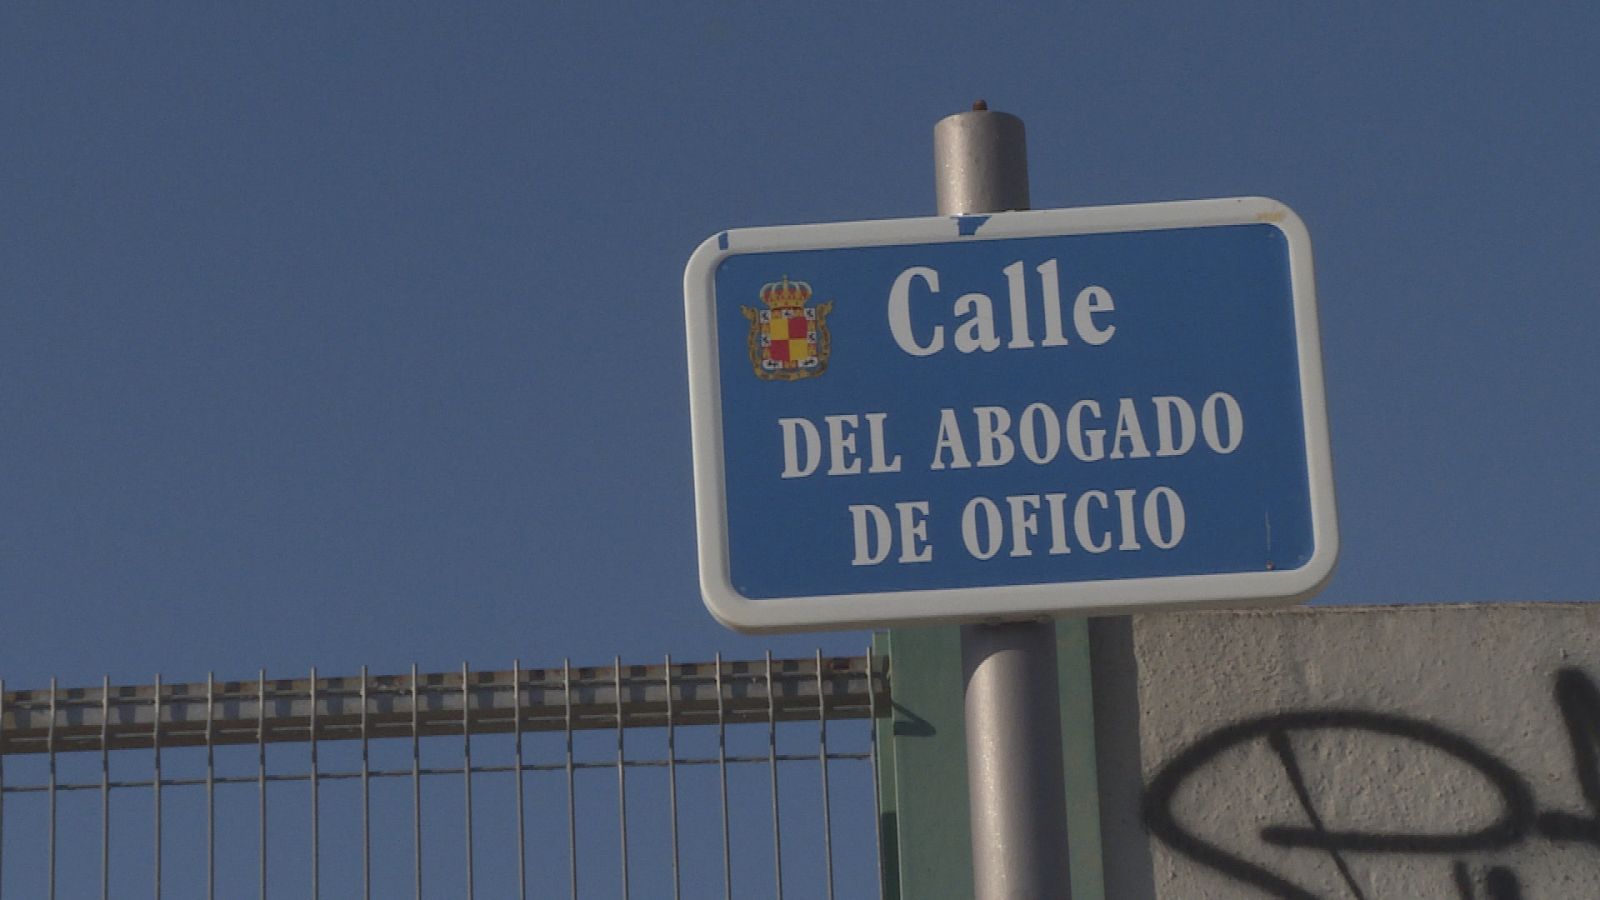 Calle
DEL ABOGADO
DE OFICIO